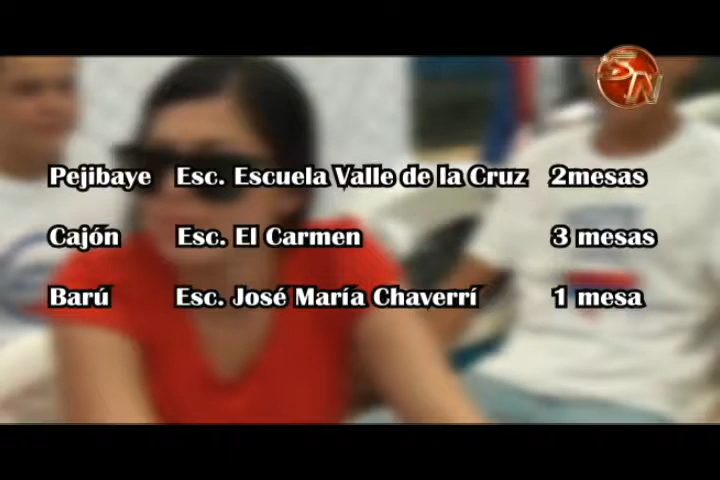 SN
Pejibaye Esc. Escuela Valle de la Cruz 2mesas
Cajón Esc. El Carmen 3 mesas
Barú Esc. José María Chaverrí 1 mesa